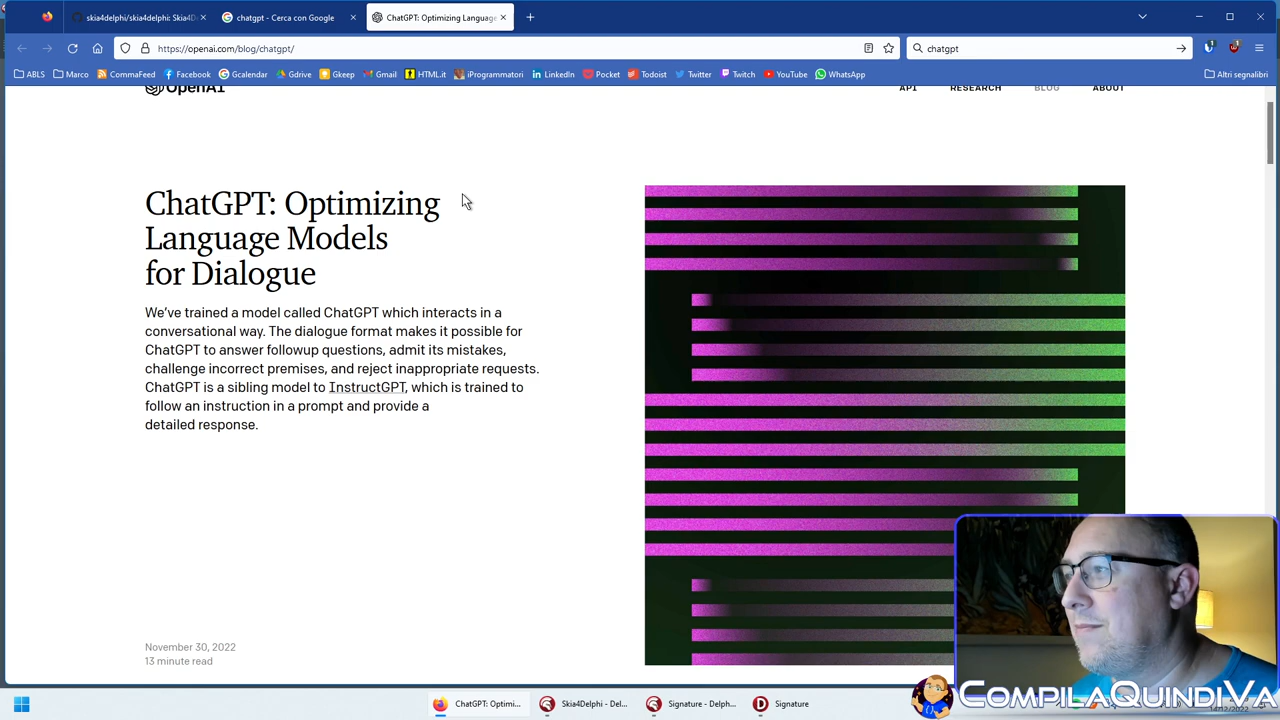 skia4delphi/skia4delphi: Skia4D
chatgpt - Cerca con Google
ChatGPT: Optimizing Language
https://openai.com/blog/chatgpt/
chatgpt
ABLS
Marco
CommaFeed
Facebook
Gcalendar
Gdrive
Gkeep
Gmail
HTML.it
iProgrammatori
LinkedIn
Pocket
Todoist
Twitter
Twitch
YouTube
WhatsApp
Altri segnalibri
OpenAI
API
RESEARCH
BLOG
ABOUT
ChatGPT: Optimizing
Language Models
for Dialogue
We've trained a model called ChatGPT which interacts in a
conversational way. The dialogue format makes it possible for
ChatGPT to answer followup questions, admit its mistakes,
challenge incorrect premises, and reject inappropriate requests.
ChatGPT is a sibling model to InstructGPT, which is trained to
follow an instruction in a prompt and provide a
detailed response.
November 30, 2022
13 minute read
ChatGPT: Optimi...
Skia4Delphi - Del...
Signature - Delph...
Signature
COMPILAQUINDIVA
14/12/2022